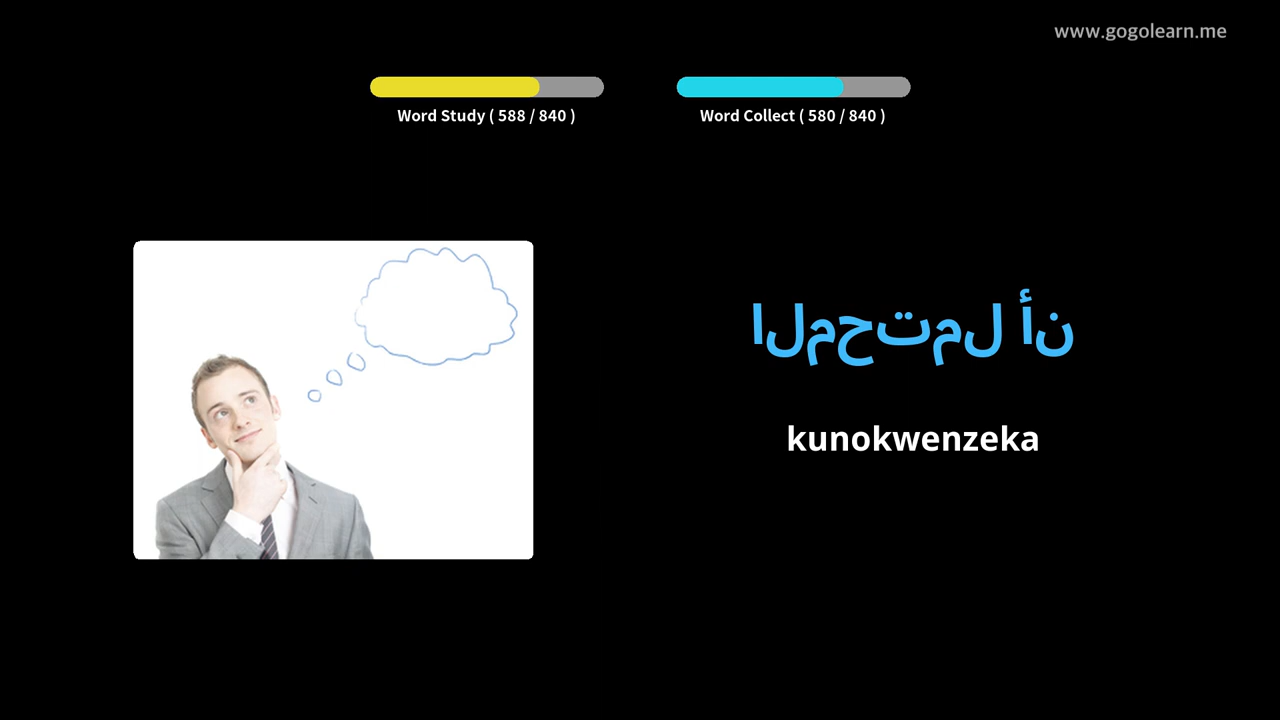 www.gogolearn.me
Word Study ( 588 / 840 )
Word Collect ( 580 / 840 )
المحتمل أن
kunokwenzeka